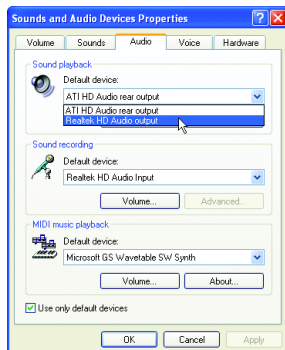 Sounds and Audio Devices Properties
Volume Sounds Audio Voice Hardware
Sound playback
Default device:
ATI HD Audio rear output
ATI HD Audio rear output
Realtek HD Audio output
Sound recording
Default device:
Realtek HD Audio Input
Volume... Advanced...
MIDI music playback
Default device:
Microsoft GS Wavetable SW Synth
Volume... About...
Use only default devices
OK Cancel Apply